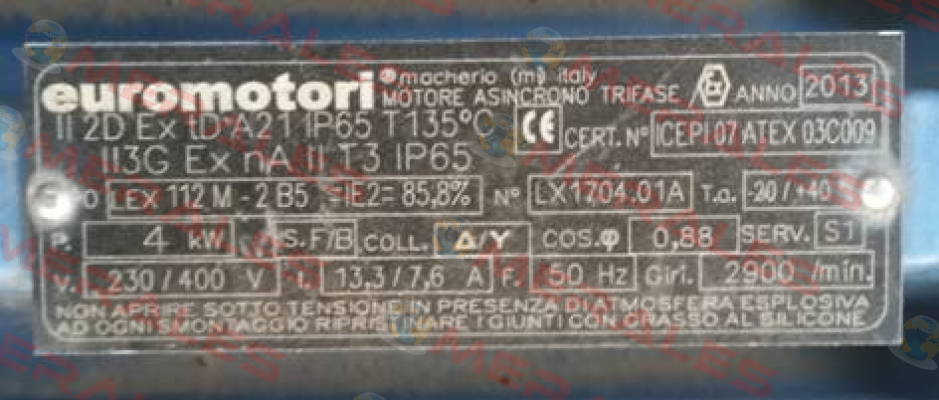 euromotori ® macherio (mi) italy
MOTORE ASINCRONO TRIFASE Ex ANNO 2013
II 2D Ex tD A21 IP65 T135°C CE CERT. N° ICEPI 07 ATEX 03C009
II3G Ex nA II T3 IP65
O LEX 112 M - 2 B5 =IE2= 85,8% N° LX1704.01A T.a. -20 / +40
P. 4 kW S. F/B COLL. Δ/Y COS.φ 0,88 SERV. S1
V. 230 / 400 V I. 13,3 / 7,6 A F. 50 Hz Giri. 2900 /min.
NON APRIRE SOTTO TENSIONE IN PRESENZA DI ATMOSFERA ESPLOSIVA
AD OGNI SMONTAGGIO RIPRISTINARE I GIUNTI CON GRASSO AL SILICONE